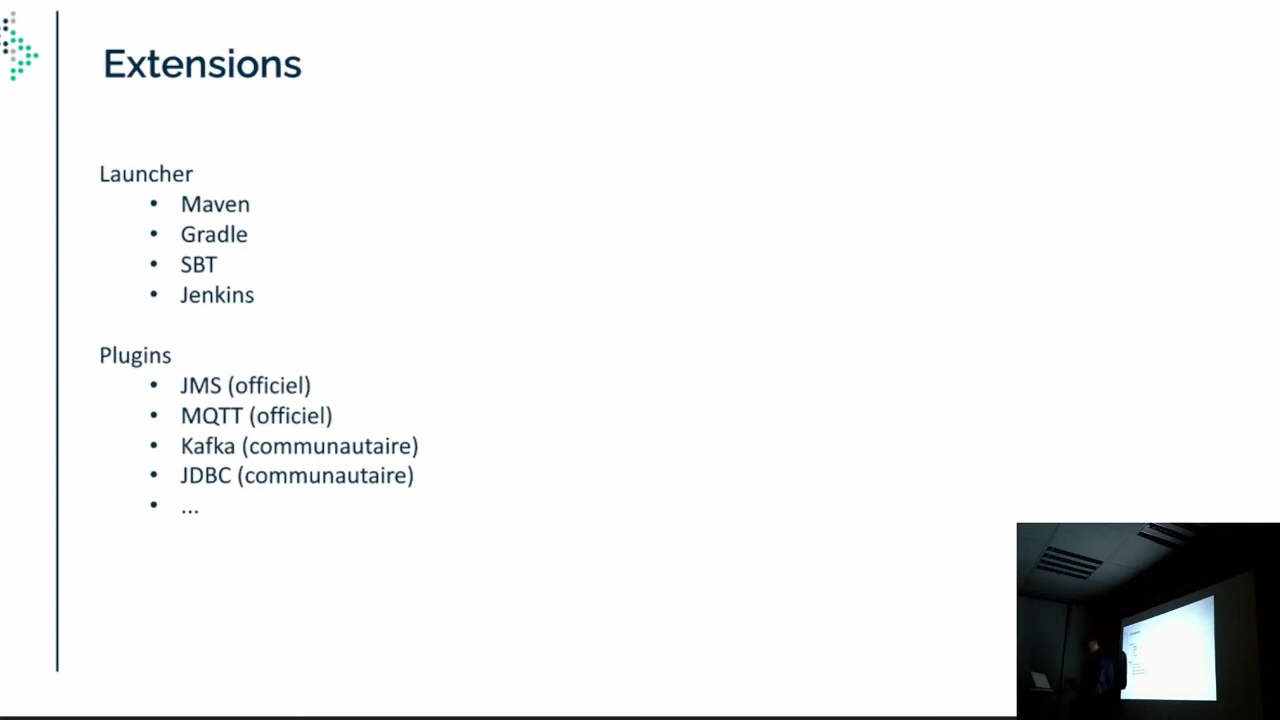 Extensions
Launcher
• Maven
• Gradle
• SBT
• Jenkins
Plugins
• JMS (officiel)
• MQTT (officiel)
• Kafka (communautaire)
• JDBC (communautaire)
• ...